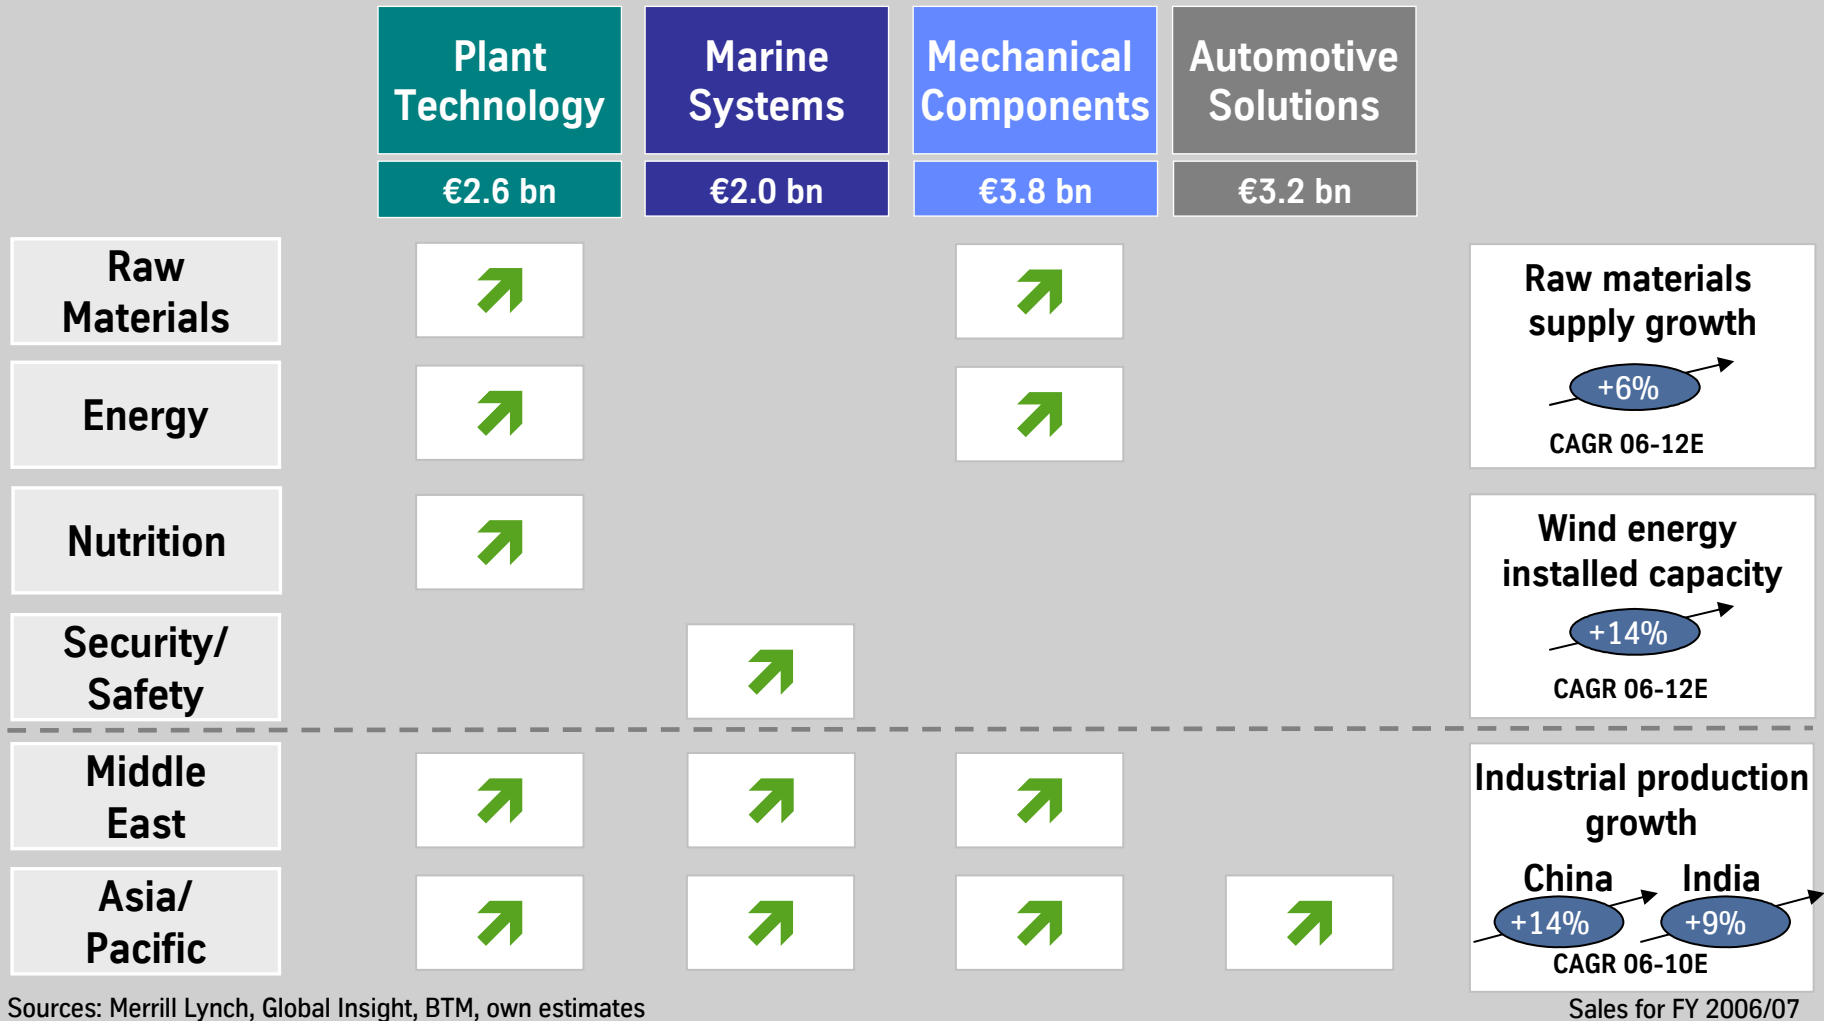 Plant
Technology
Marine
Systems
Mechanical
Components
Automotive
Solutions
€2.6 bn
€2.0 bn
€3.8 bn
€3.2 bn
Raw
Materials
Energy
Nutrition
Security/
Safety
Middle
East
Asia/
Pacific
Raw materials
supply growth
+6%
CAGR 06-12E
Wind energy
installed capacity
+14%
CAGR 06-12E
Industrial production
growth
China
India
+14%
+9%
CAGR 06-10E
Sources: Merrill Lynch, Global Insight, BTM, own estimates
Sales for FY 2006/07